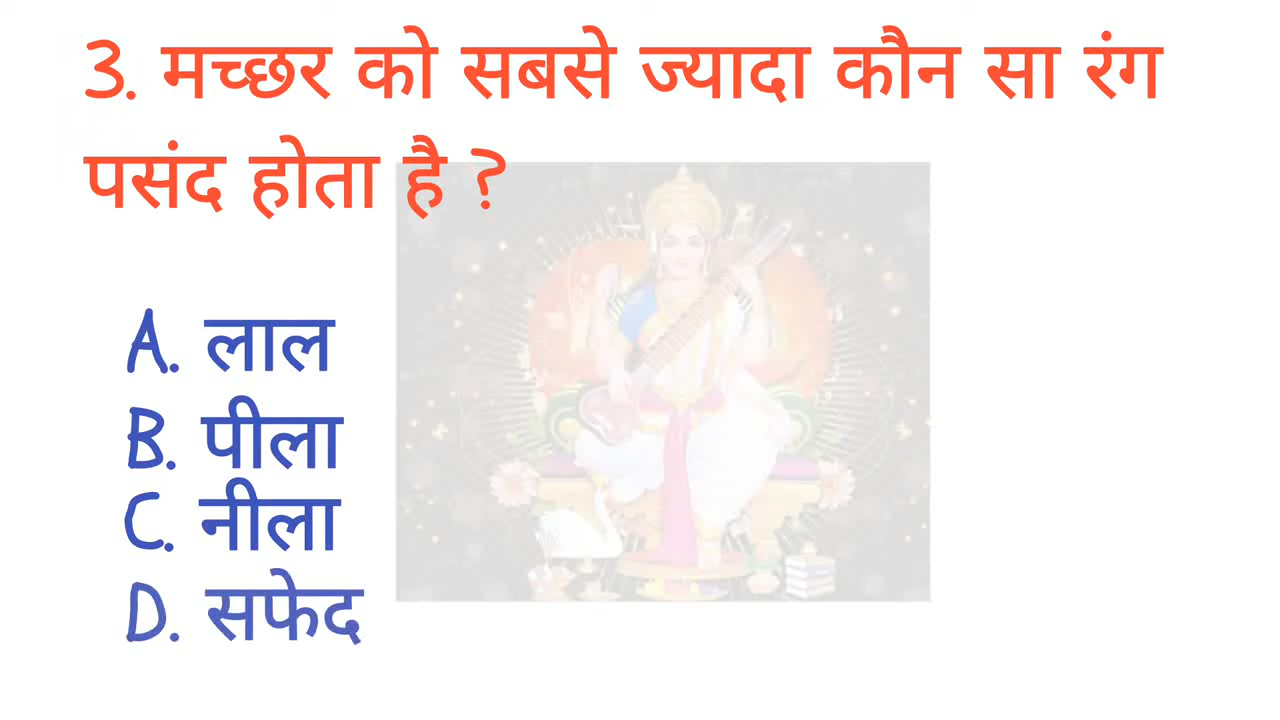 3. मच्छर को सबसे ज्यादा कौन सा रंग
पसंद होता है ?
A. लाल
B. पीला
C. नीला
D. सफेद